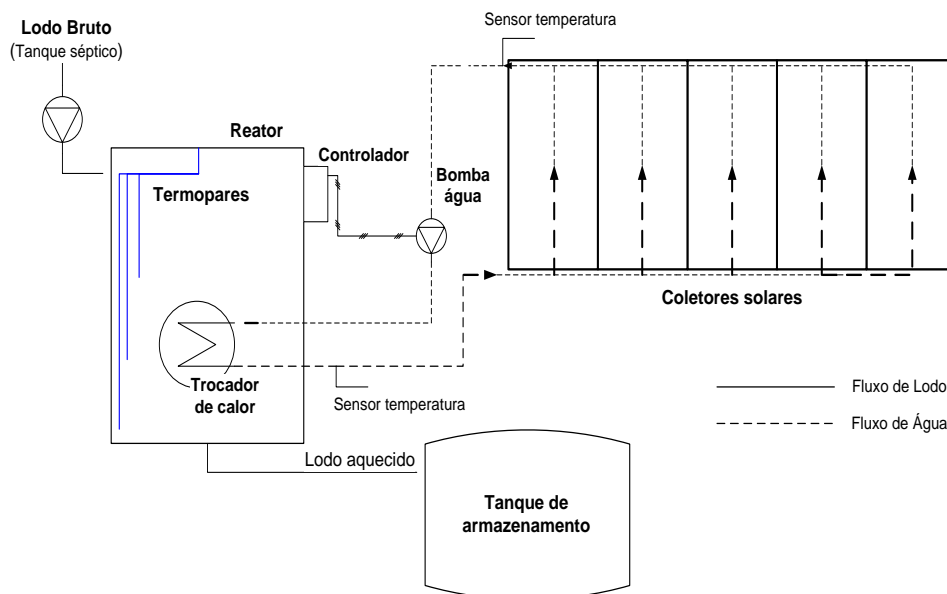 Lodo Bruto
(Tanque séptico)
Sensor temperatura
Reator
Controlador
Termopares
Bomba
água
Coletores solares
Trocador
de calor
Sensor temperatura
Fluxo de Lodo
Fluxo de Água
Lodo aquecido
Tanque de
armazenamento